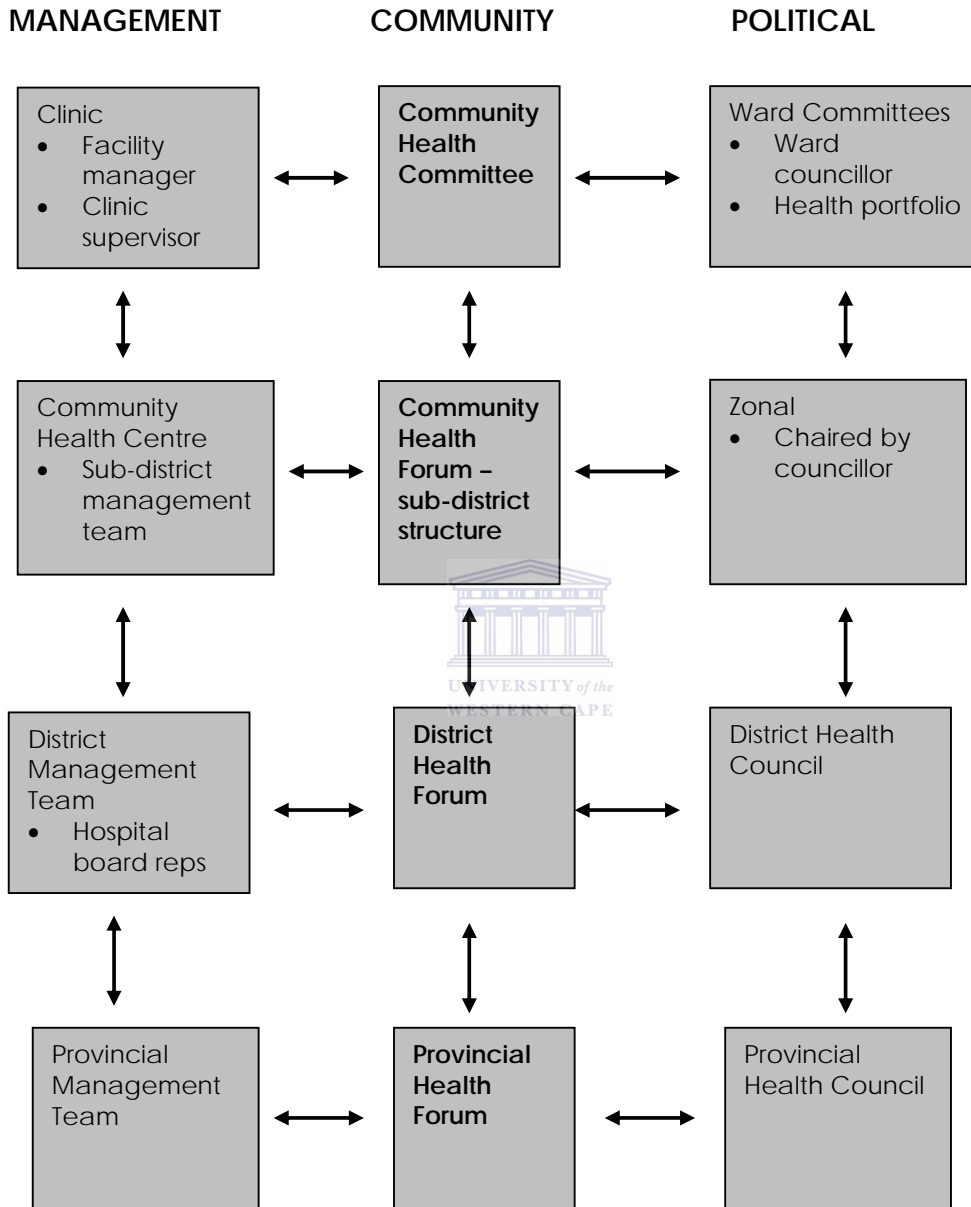 MANAGEMENT COMMUNITY POLITICAL
Clinic
• Facility
manager
• Clinic
supervisor
Community
Health
Committee
Ward Committees
• Ward
councillor
• Health portfolio
Community
Health Centre
• Sub-district
management
team
Community
Health
Forum –
sub-district
structure
Zonal
• Chaired by
councillor
UNIVERSITY of the
WESTERN CAPE
District
Management
Team
• Hospital
board reps
District
Health
Forum
District Health
Council
Provincial
Management
Team
Provincial
Health
Forum
Provincial
Health Council